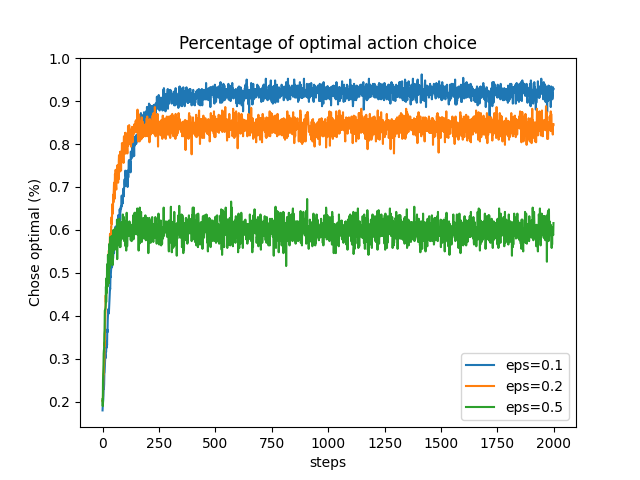 Percentage of optimal action choice
Chose optimal (%)
1.0
0.9
0.8
0.7
0.6
0.5
0.4
0.3
0.2
eps=0.1
eps=0.2
eps=0.5
0 250 500 750 1000 1250 1500 1750 2000
steps